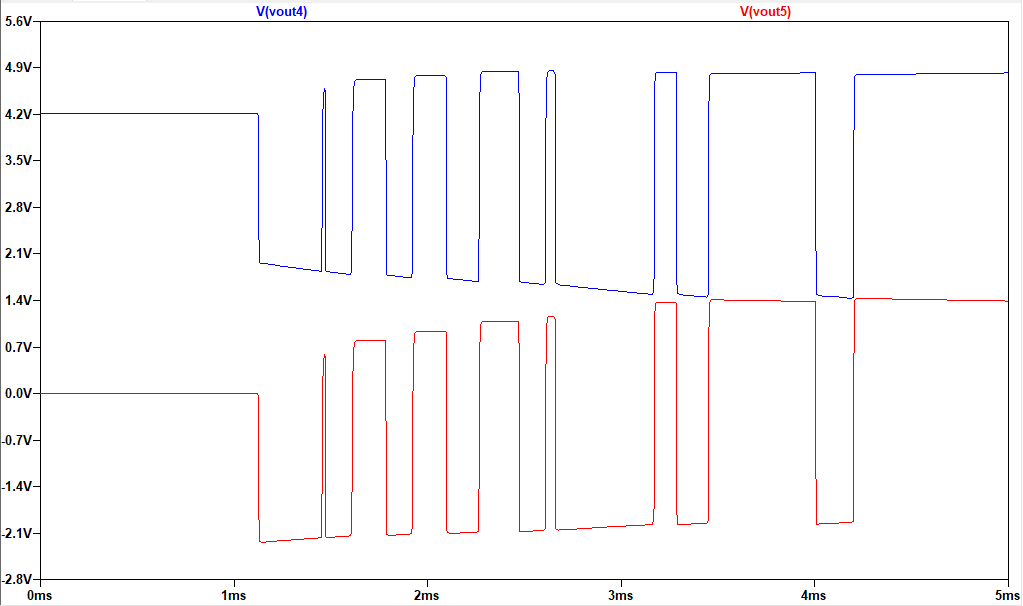 V(vout4) V(vout5)
5.6V
4.9V
4.2V
3.5V
2.8V
2.1V
1.4V
0.7V
0.0V
-0.7V
-1.4V
-2.1V
-2.8V
0ms 1ms 2ms 3ms 4ms 5ms